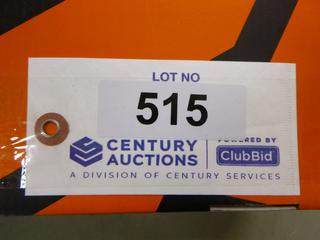 LOT NO
515
CENTURY AUCTIONS
POWERED BY
ClubBid
A DIVISION OF CENTURY SERVICES